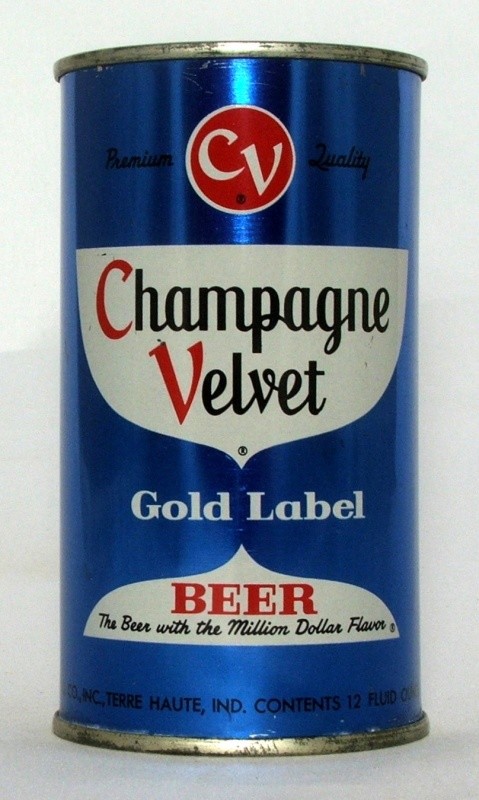 Premium CV Quality
®
Champagne
Velvet
®
Gold Label
BEER
The Beer with the Million Dollar Flavor ®
CO., INC., TERRE HAUTE, IND. CONTENTS 12 FLUID